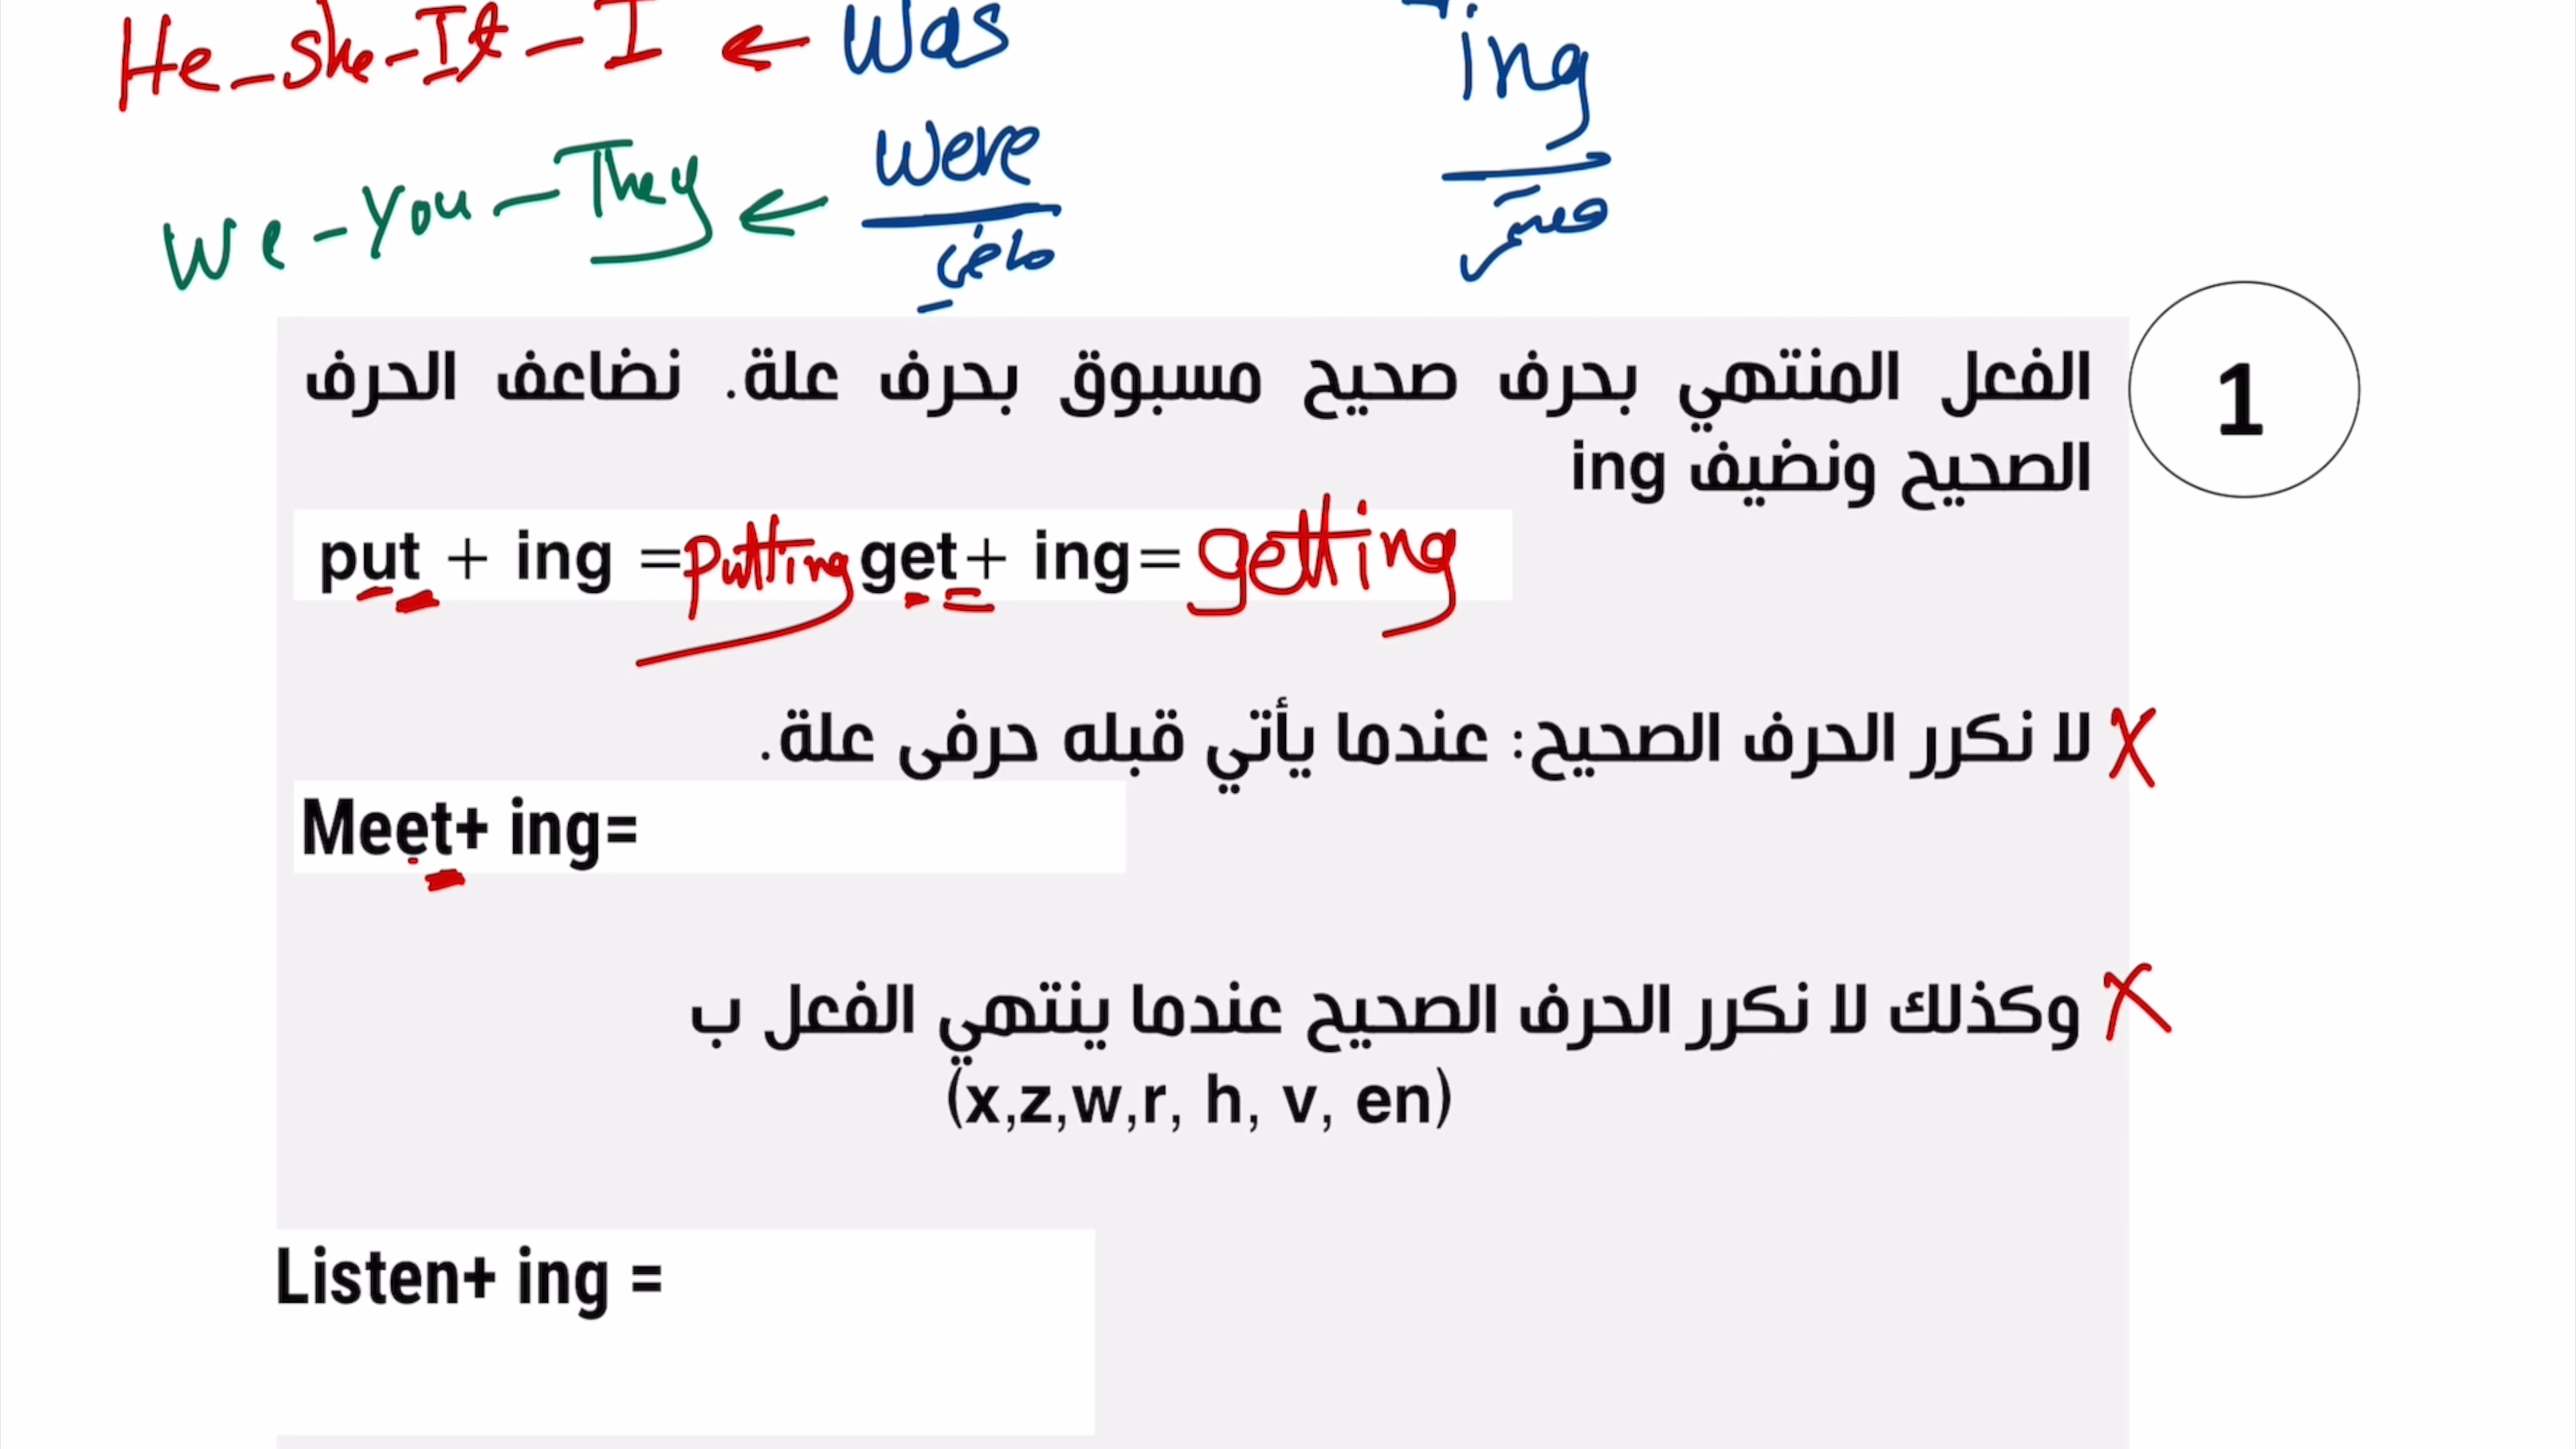 He - She - It - I ← was
ing
We - You - They ← were
ماضي
مستمر
1
الفعل المنتهي بحرف صحيح مسبوق بحرف علة. نضاعف الحرف
الصحيح ونضيف ing
put + ing =putting get+ ing= getting
X لا نكرر الحرف الصحيح: عندما يأتي قبله حرفى علة.
Meet+ ing=
X وكذلك لا نكرر الحرف الصحيح عندما ينتهي الفعل ب
(x,z,w,r, h, v, en)
Listen+ ing =